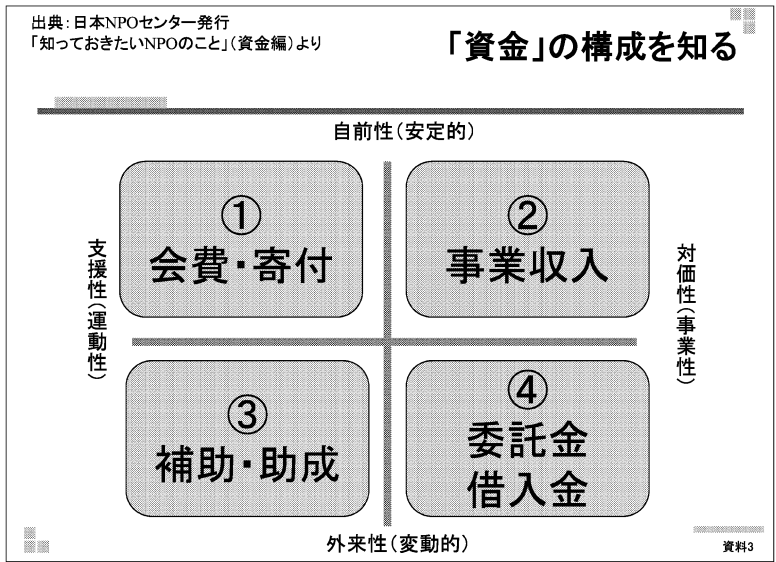 出典：日本NPOセンター発行
「知っておきたいNPOのこと」（資金編）より
「資金」の構成を知る
自前性（安定的）
①
会費・寄付
②
事業収入
支援性（運動性）
対価性（事業性）
③
補助・助成
④
委託金
借入金
外来性（変動的）
資料3